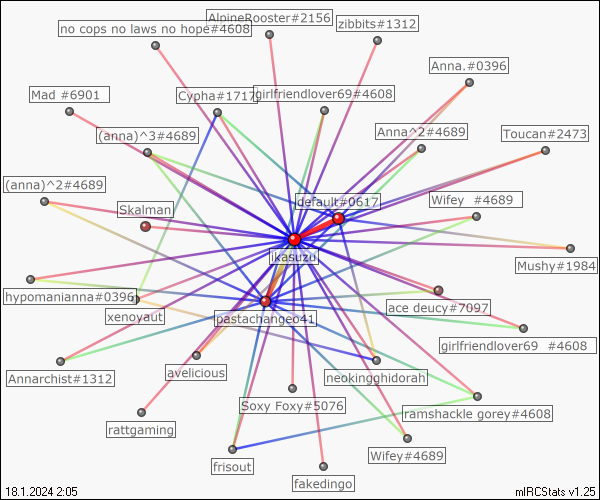 AlpineRooster#2156
no cops no laws no hope#4608
zibbits#1312
Anna.#0396
Mad #6901
Cypha#1717
girlfriendlover69#4608
(anna)^3#4689
Anna^2#4689
Toucan#2473
(anna)^2#4689
Skalman
default#0617
Wifey #4689
ikasuzu
Mushy#1984
hypomanianna#0396
xenoyaut
pastachange041
ace deucy#7097
girlfriendlover69 #4608
Annarchist#1312
avelicious
neokingghidorah
Soxy Foxy#5076
ramshackle gorey#4608
rattgaming
Wifey#4689
frisout
fakedingo
18.1.2024 2:05
mIRCStats v1.25